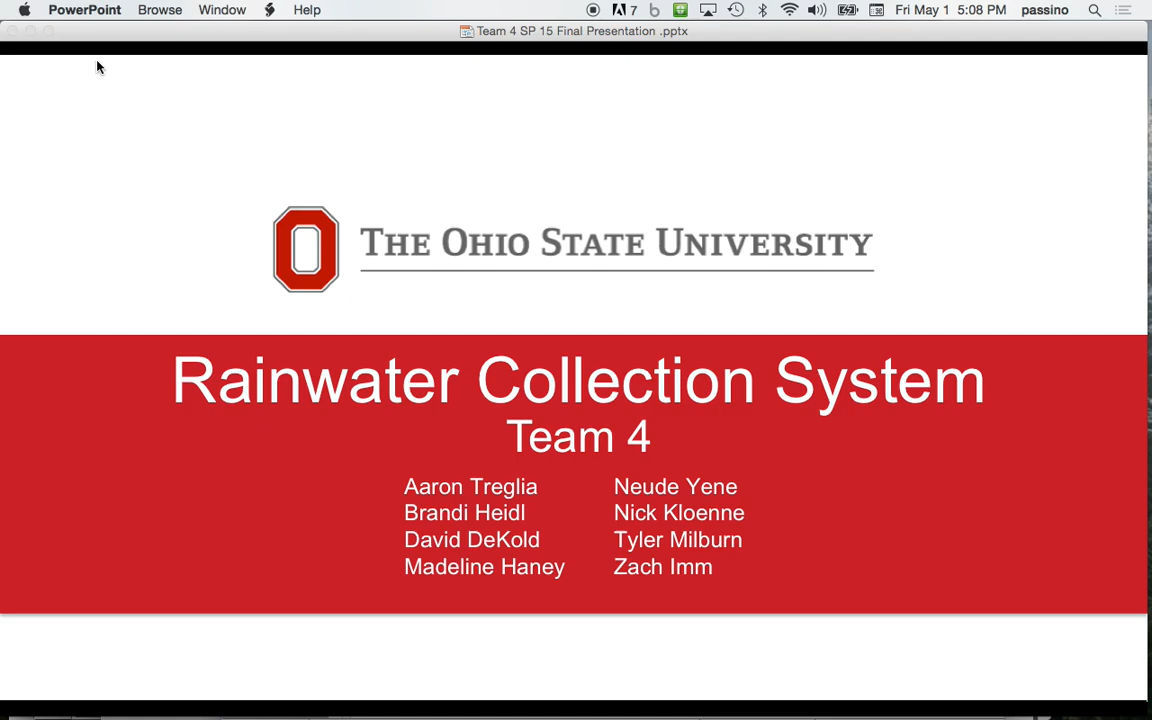 PowerPoint Browse Window Help 7 Fri May 1 5:08 PM passino
Team 4 SP 15 Final Presentation .pptx
THE OHIO STATE UNIVERSITY
Rainwater Collection System
Team 4
Aaron Treglia Neude Yene
Brandi Heidl Nick Kloenne
David DeKold Tyler Milburn
Madeline Haney Zach Imm